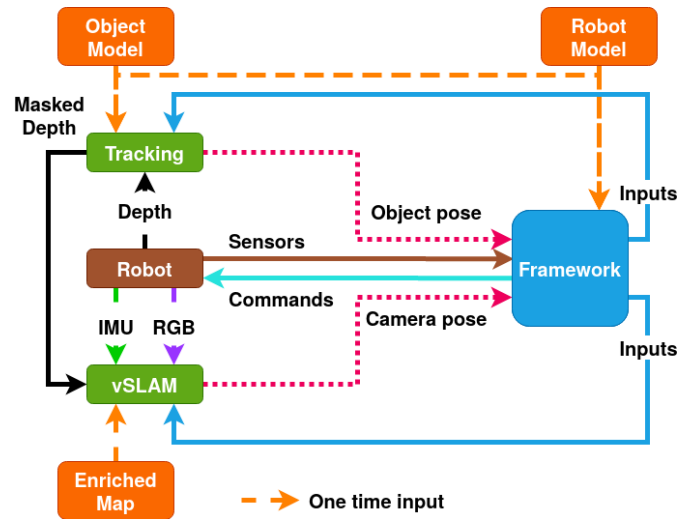 Object
Model
Robot
Model
Masked
Depth
Tracking
Inputs
Depth
Object pose
Sensors
Robot
Framework
Commands
IMU
RGB
Camera pose
Inputs
vSLAM
Enriched
Map
One time input